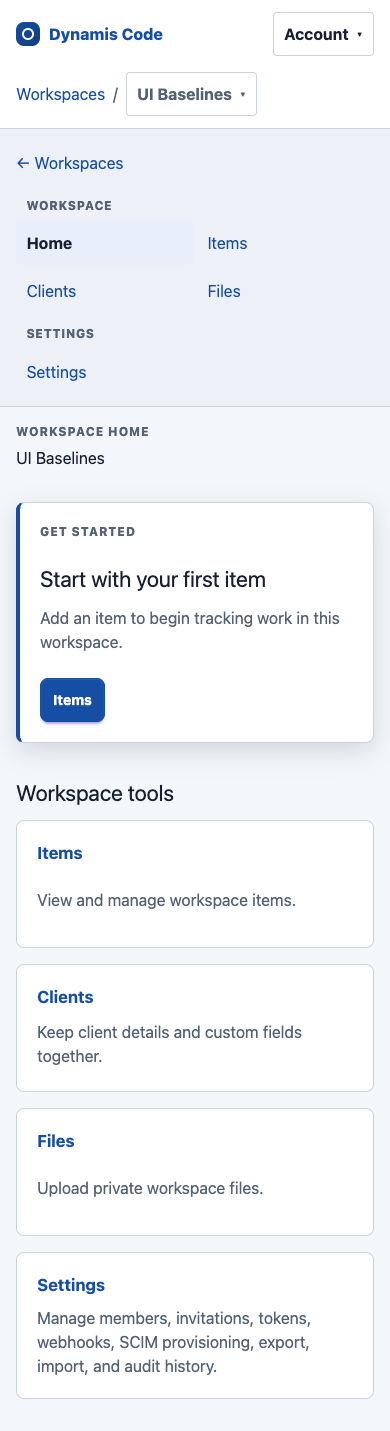 Dynamis Code
Account ▾
Workspaces / UI Baselines ▾
← Workspaces
WORKSPACE
Home
Items
Clients
Files
SETTINGS
Settings
WORKSPACE HOME
UI Baselines
GET STARTED
Start with your first item
Add an item to begin tracking work in this
workspace.
Items
Workspace tools
Items
View and manage workspace items.
Clients
Keep client details and custom fields
together.
Files
Upload private workspace files.
Settings
Manage members, invitations, tokens,
webhooks, SCIM provisioning, export,
import, and audit history.